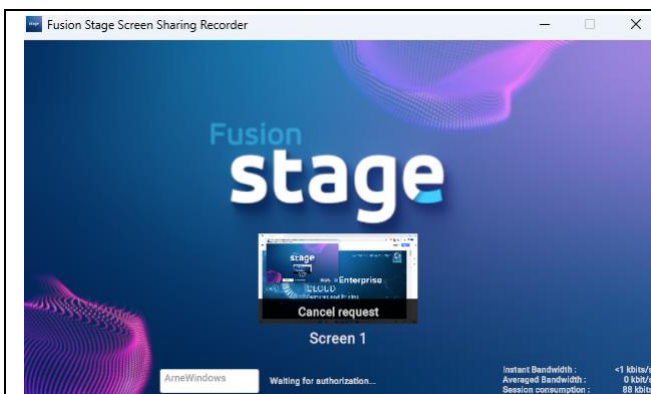 Fusion Stage Screen Sharing Recorder
Fusion
stage
stage
Enterprise
CLOUD
Cancel request
Screen 1
ArneWindows
Waiting for authorization...
Instant Bandwidth : <1 kbits/s
Averaged Bandwidth : 0 kbit/s
Session consumption : 88 kbits